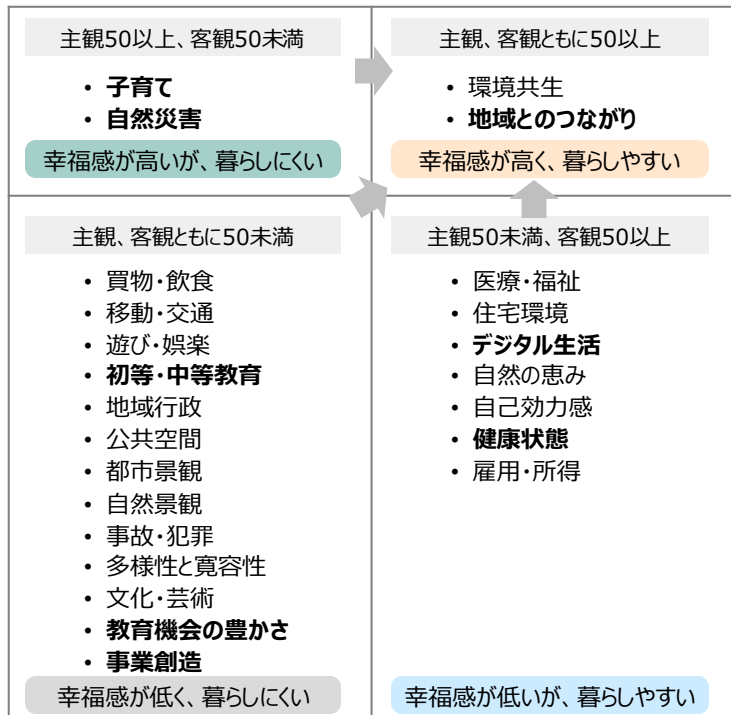 主観50以上、客観50未満
• 子育て
• 自然災害
幸福感が高いが、暮らしにくい
主観、客観ともに50以上
• 環境共生
• 地域とのつながり
幸福感が高く、暮らしやすい
主観、客観ともに50未満
• 買物・飲食
• 移動・交通
• 遊び・娯楽
• 初等・中等教育
• 地域行政
• 公共空間
• 都市景観
• 自然景観
• 事故・犯罪
• 多様性と寛容性
• 文化・芸術
• 教育機会の豊かさ
• 事業創造
幸福感が低く、暮らしにくい
主観50未満、客観50以上
• 医療・福祉
• 住宅環境
• デジタル生活
• 自然の恵み
• 自己効力感
• 健康状態
• 雇用・所得
幸福感が低いが、暮らしやすい